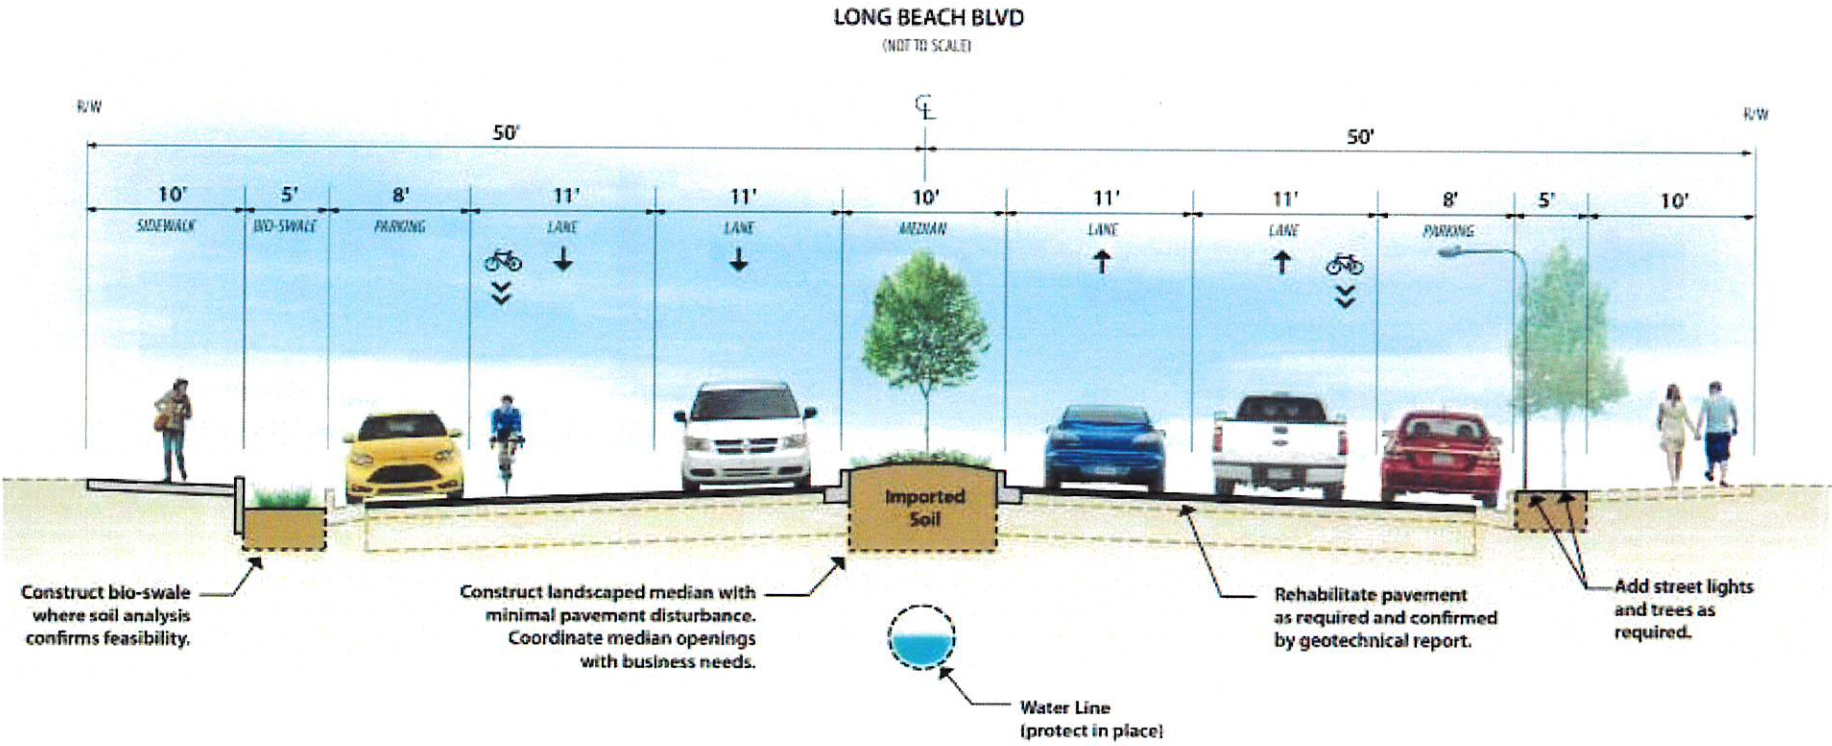 LONG BEACH BLVD
(NOT TO SCALE)
R/W
℄
R/W
50'
50'
10'
5'
8'
11'
11'
10'
11'
11'
8'
5'
10'
SIDEWALK
BIO-SWALE
PARKING
LANE
LANE
MEDIAN
LANE
LANE
PARKING
Imported
Soil
Construct bio-swale
where soil analysis
confirms feasibility.
Construct landscaped median with
minimal pavement disturbance.
Coordinate median openings
with business needs.
Rehabilitate pavement
as required and confirmed
by geotechnical report.
Add street lights
and trees as
required.
Water Line
(protect in place)